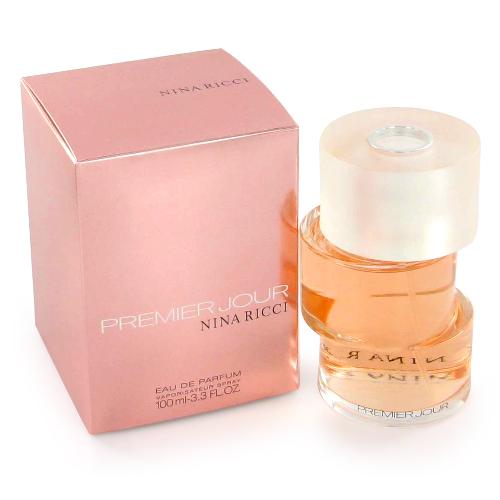 NINA RICCI
PREMIER JOUR
NINA RICCI
EAU DE PARFUM
VAPORISATEUR SPRAY
100 ml-3.3 FL.OZ
NINA R
PREMIER JOUR